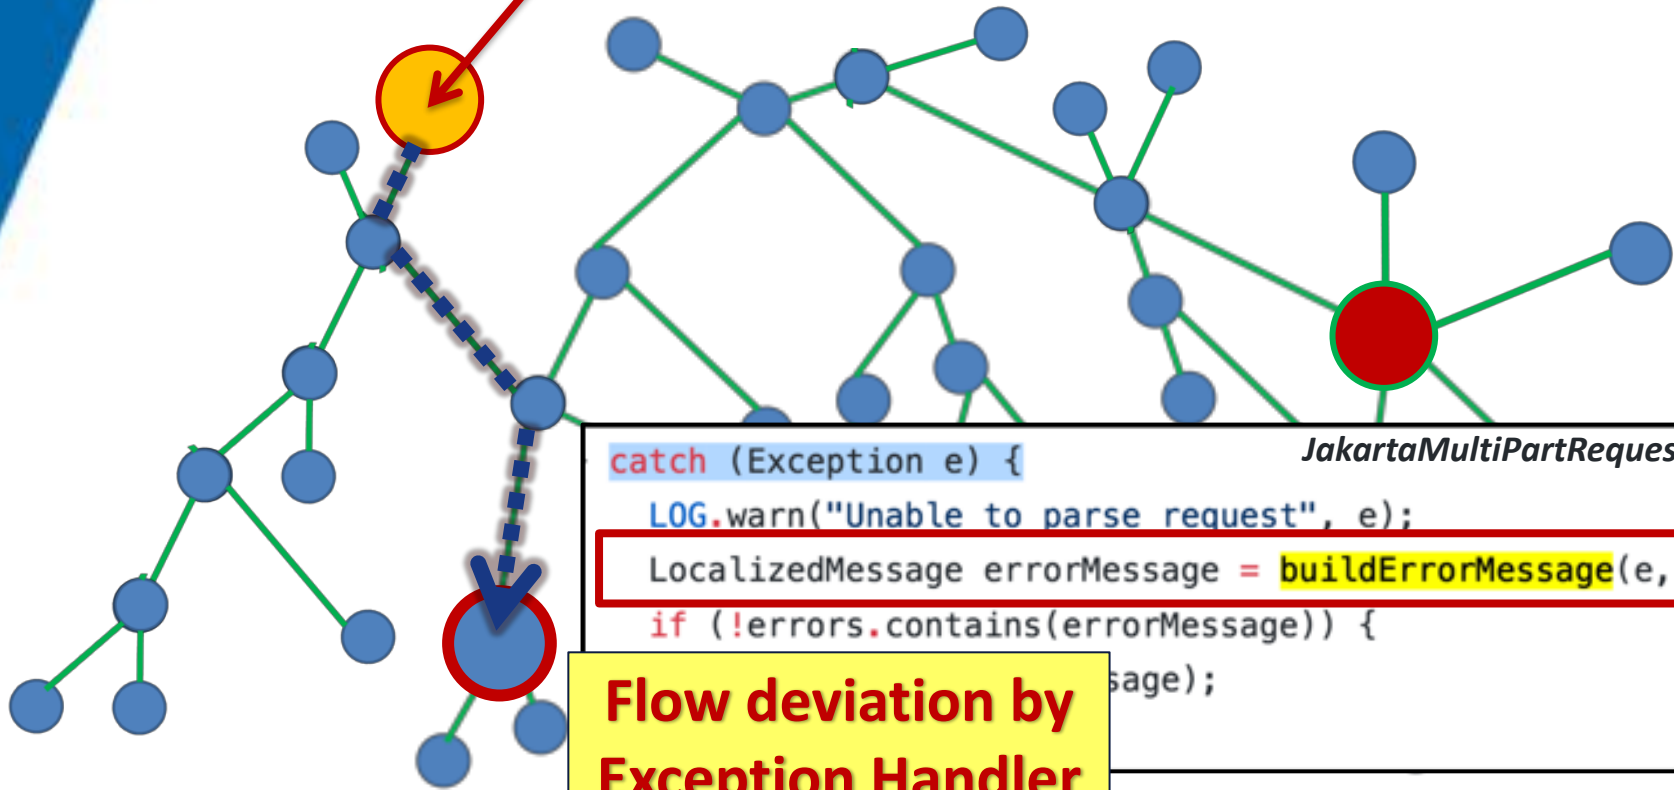 JakartaMultiPartReques
catch (Exception e) {
LOG.warn("Unable to parse request", e);
LocalizedMessage errorMessage = buildErrorMessage(e,
if (!errors.contains(errorMessage)) {
sage);
Flow deviation by
Exception Handler